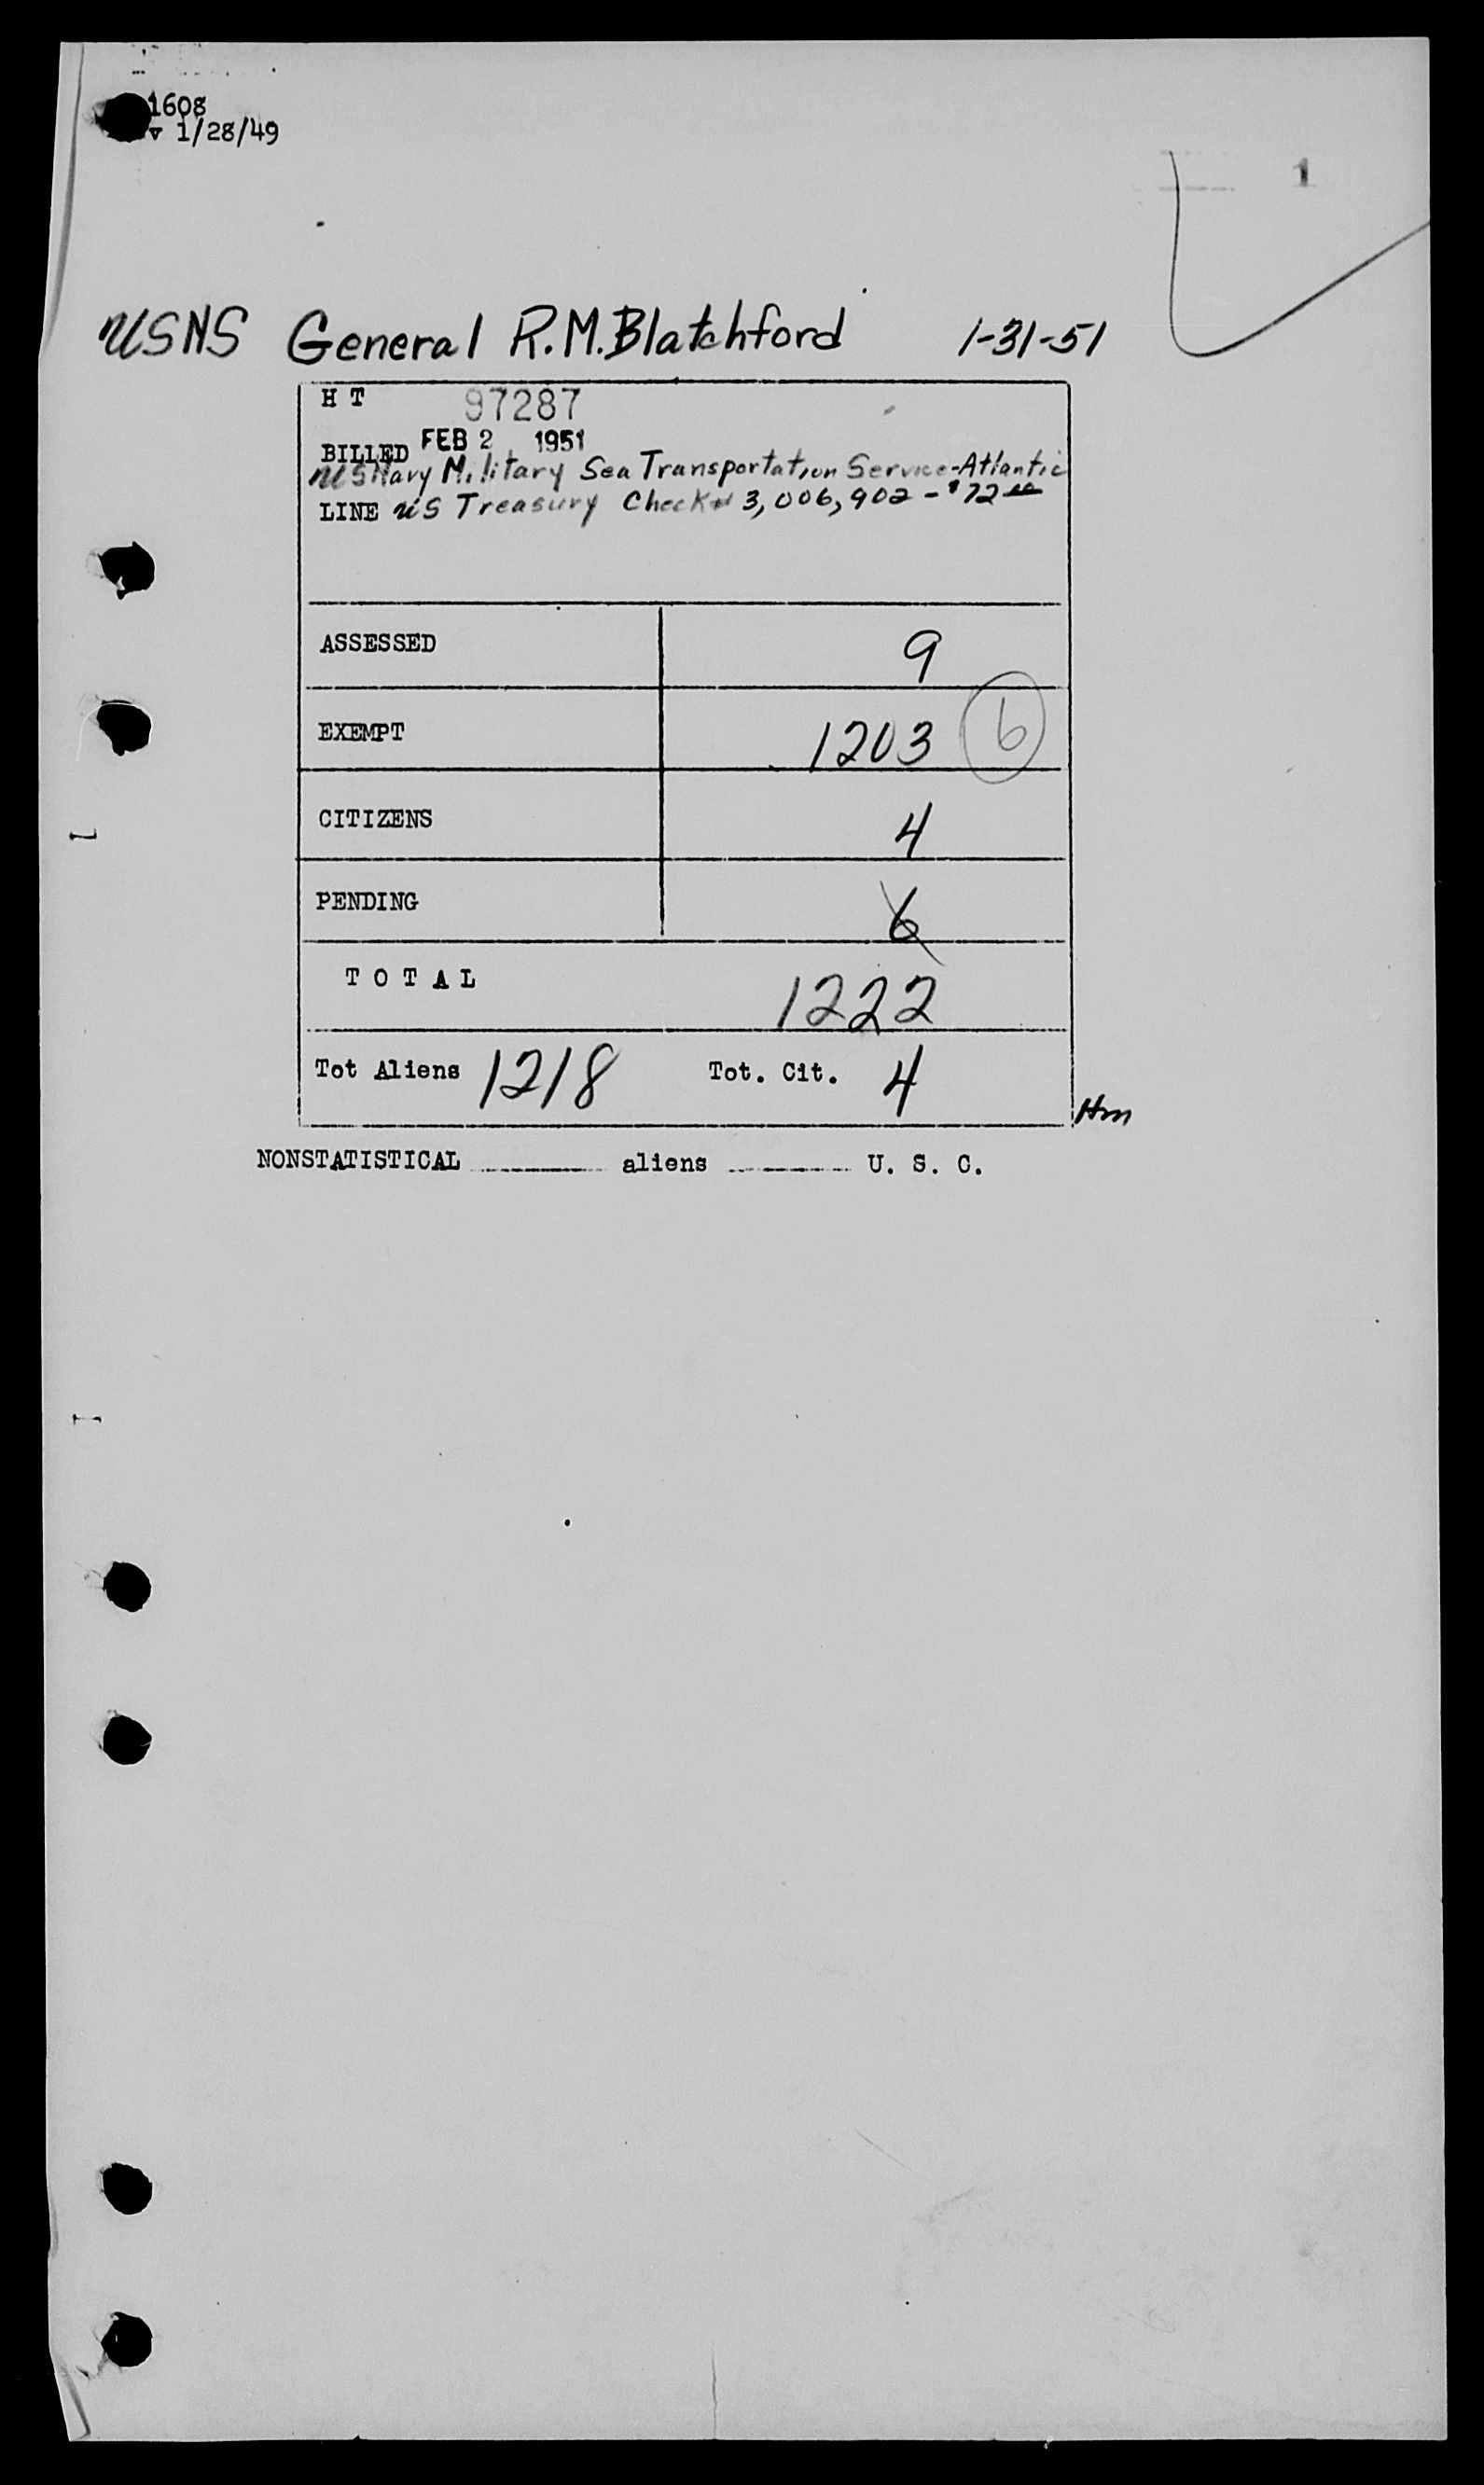 1608
v 1/28/49
1
USNS General R.M. Blatchford 1-31-51
H T 97287
BILLED FEB 2 1951
US Navy Military Sea Transportation Service-Atlantic
LINE US Treasury Check # 3,006,902 - $72 00
ASSESSED 9
EXEMPT 1203 6
CITIZENS 4
PENDING 6
TOTAL 1222
Tot Aliens 1218 Tot. Cit. 4
Hm
NONSTATISTICAL aliens U. S. C.